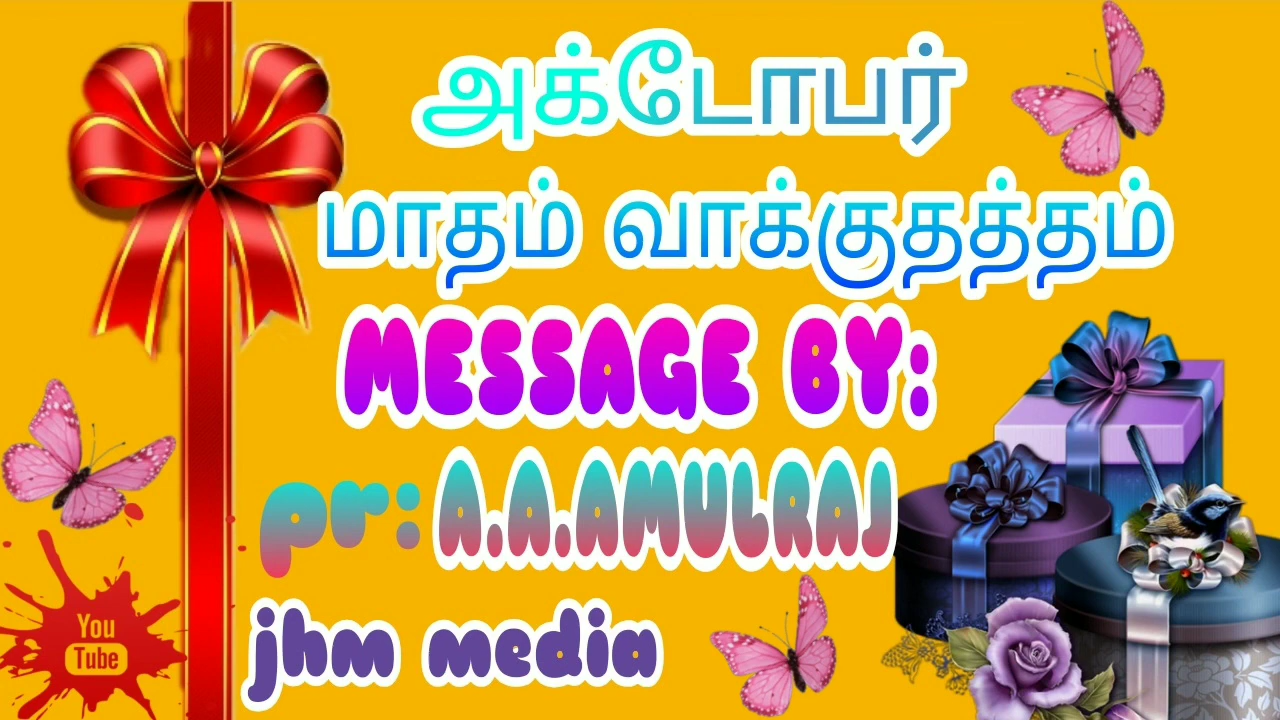 அக்டோபர்
மாதம் வாக்குதத்தம்
MESSAGE BY:
pr: A.A.AMULRAJ
jhm media
You
Tube